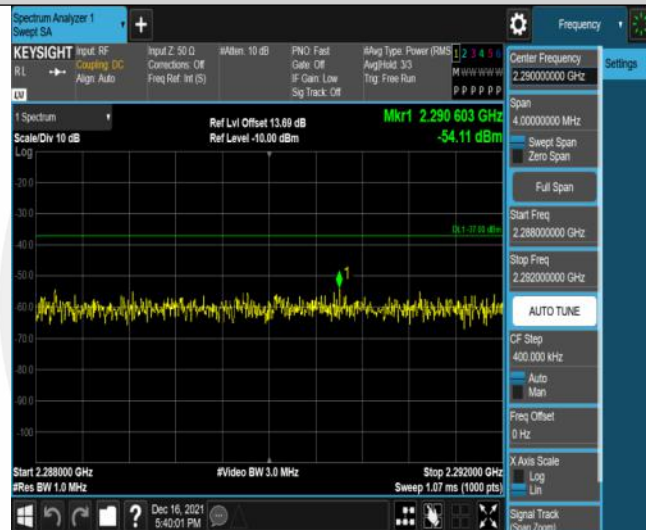 Spectrum Analyzer 1
Swept SA
+
Frequency
KEYSIGHT
RL
LW
Input: RF
Coupling: DC
Align: Auto
Input Z: 50 Ω
Corrections: Off
Freq Ref: Int (S)
#Atten: 10 dB
PNO: Fast
Gate: Off
IF Gain: Low
Sig Track: Off
#Avg Type: Power (RMS
Avg|Hold: 3/3
Trig: Free Run
1 2 3 4 5 6
M W W W W W
P P P P P P
1 Spectrum
Scale/Div 10 dB
Log
Ref Lvl Offset 13.69 dB
Ref Level -10.00 dBm
Mkr1 2.290 603 GHz
-54.11 dBm
-20.0
-30.0
DL1 -37.00 dBm
-40.0
-50.0
1
-60.0
-70.0
-80.0
-90.0
-100
Start 2.288000 GHz
#Res BW 1.0 MHz
#Video BW 3.0 MHz
Stop 2.292000 GHz
Sweep 1.07 ms (1000 pts)
?
Dec 16, 2021
5:40:01 PM
Center Frequency
2.290000000 GHz
Settings
Span
4.00000000 MHz
Swept Span
Zero Span
Full Span
Start Freq
2.288000000 GHz
Stop Freq
2.292000000 GHz
AUTO TUNE
CF Step
400.000 kHz
Auto
Man
Freq Offset
0 Hz
X Axis Scale
Log
Lin
Signal Track
(Span Zoom)